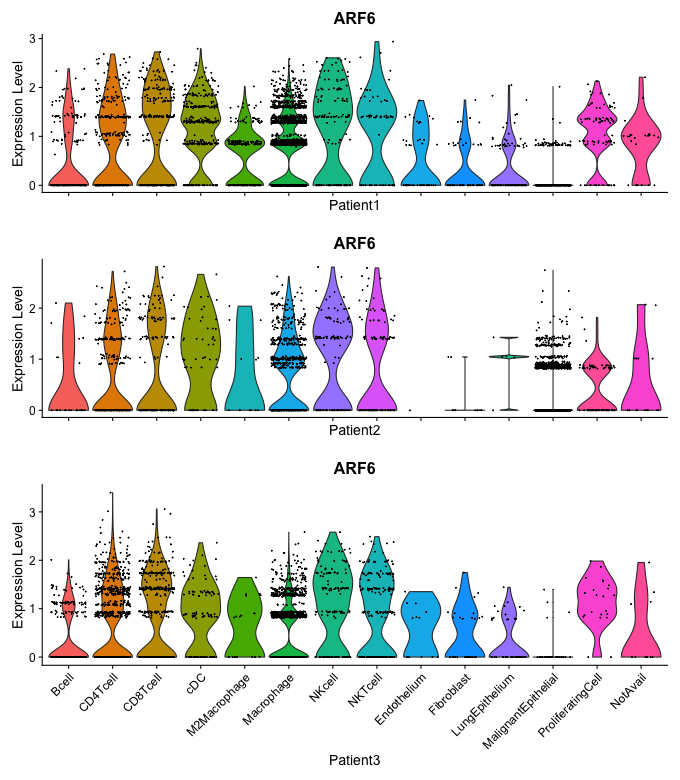 ARF6
Expression Level
3
2
1
0
Patient1
ARF6
Expression Level
2
1
0
Patient2
ARF6
Expression Level
3
2
1
0
Bcell
CD4Tcell
CD8Tcell
cDC
M2Macrophage
Macrophage
NKcell
NKTcell
Endothelium
Fibroblast
LungEpithelium
MalignantEpithelial
ProliferatingCell
NotAvail
Patient3